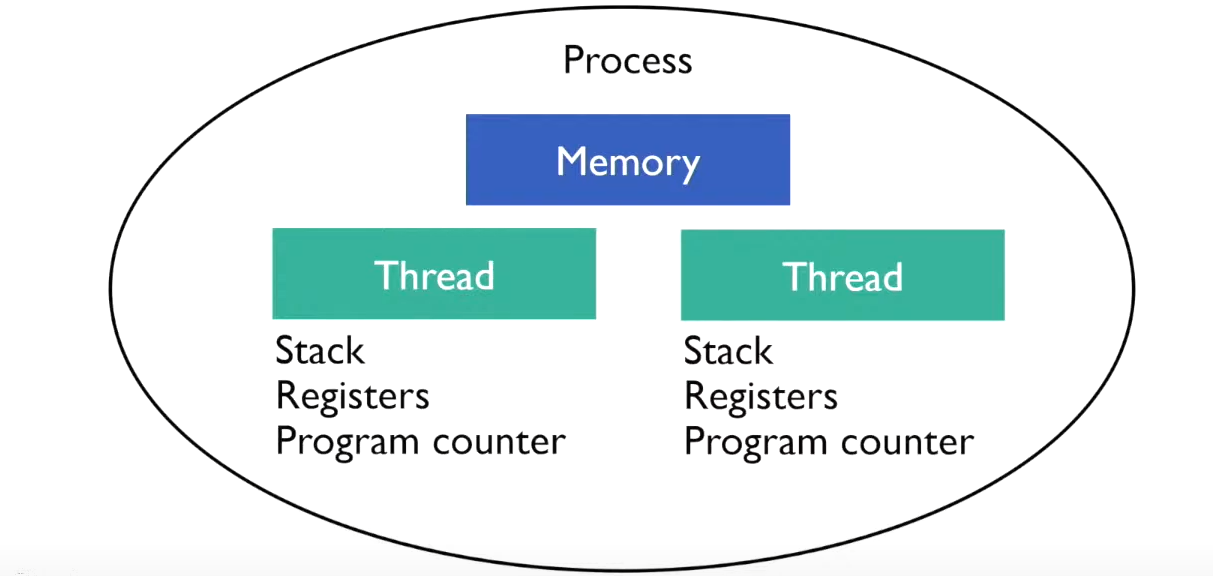 Process
Memory
Thread
Thread
Stack
Registers
Program counter
Stack
Registers
Program counter